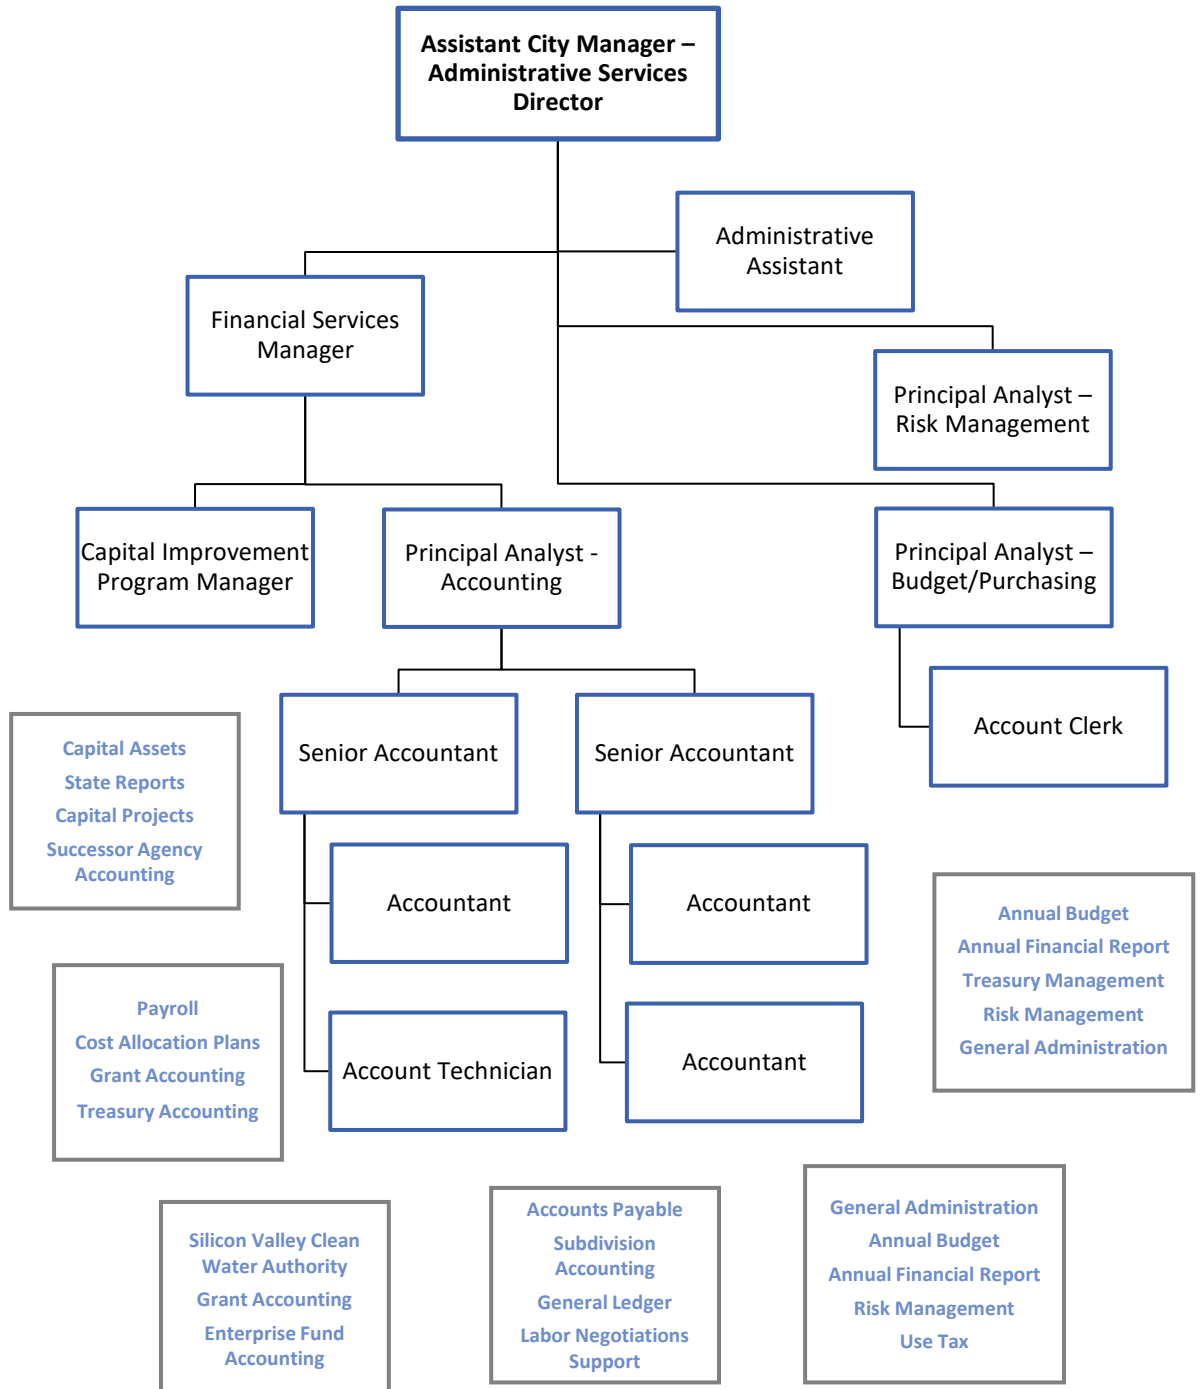 Assistant City Manager –
Administrative Services
Director
Administrative
Assistant
Financial Services
Manager
Principal Analyst –
Risk Management
Capital Improvement
Program Manager
Principal Analyst -
Accounting
Principal Analyst –
Budget/Purchasing
Senior Accountant
Senior Accountant
Account Clerk
Capital Assets
State Reports
Capital Projects
Successor Agency
Accounting
Accountant
Accountant
Annual Budget
Annual Financial Report
Treasury Management
Risk Management
General Administration
Payroll
Cost Allocation Plans
Grant Accounting
Treasury Accounting
Account Technician
Accountant
Silicon Valley Clean
Water Authority
Grant Accounting
Enterprise Fund
Accounting
Accounts Payable
Subdivision
Accounting
General Ledger
Labor Negotiations
Support
General Administration
Annual Budget
Annual Financial Report
Risk Management
Use Tax